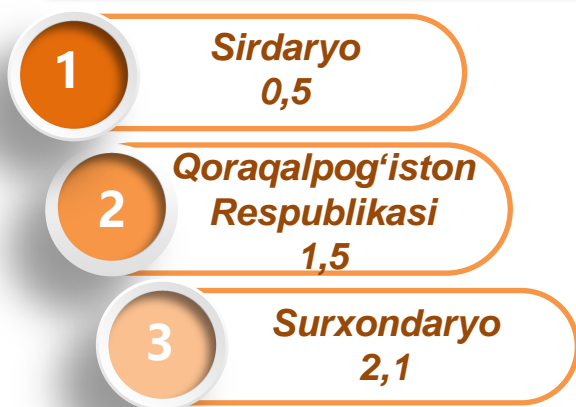 1
Sirdaryo
0,5
2
Qoraqalpog‘iston
Respublikasi
1,5
3
Surxondaryo
2,1